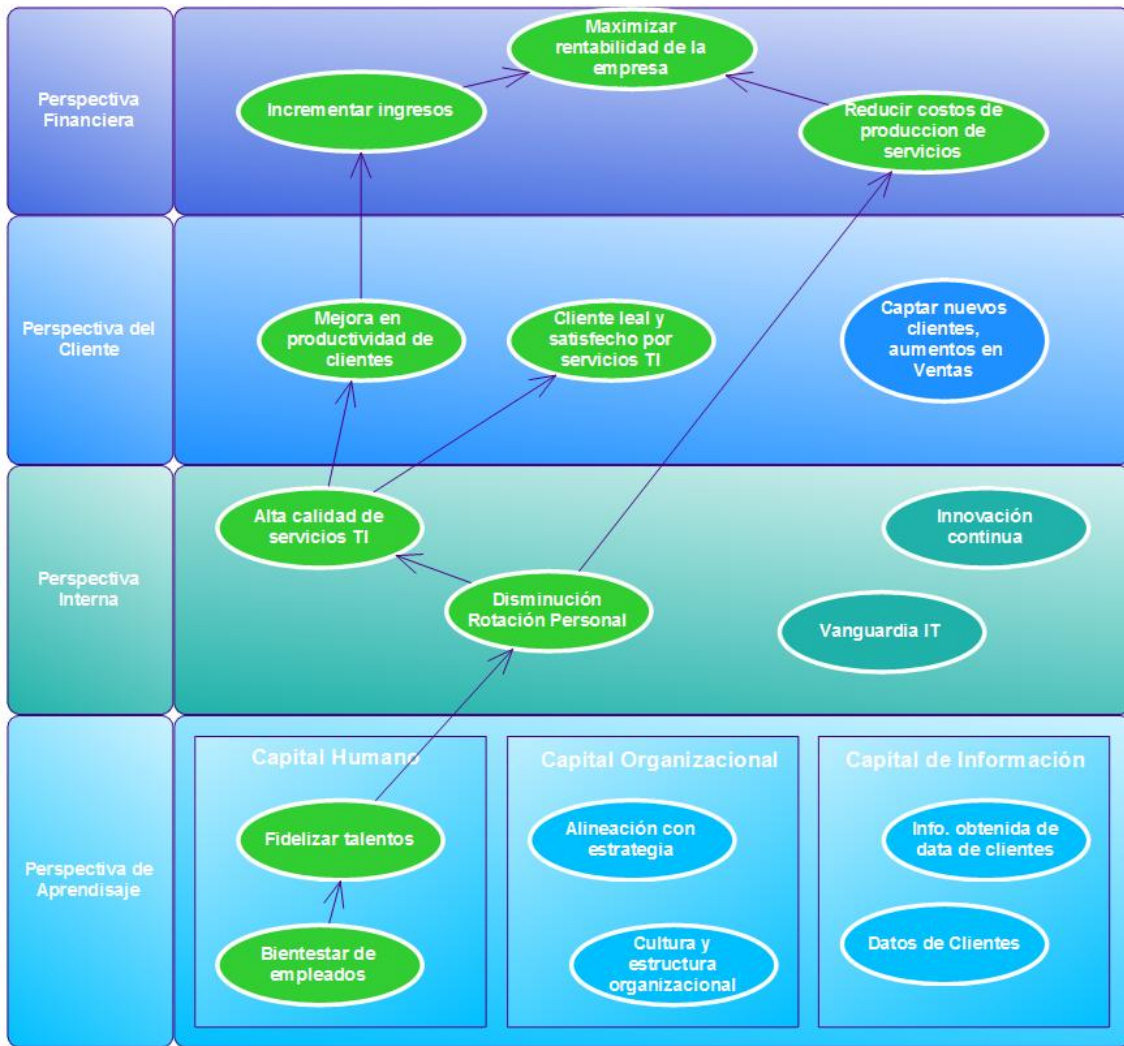 Perspectiva
Financiera
Maximizar
rentabilidad de la
empresa
Incrementar ingresos
Reducir costos de
produccion de
servicios
Perspectiva del
Cliente
Mejora en
productividad de
clientes
Cliente leal y
satisfecho por
servicios TI
Captar nuevos
clientes,
aumentos en
Ventas
Perspectiva
Interna
Alta calidad de
servicios TI
Disminución
Rotación Personal
Innovación
continua
Vanguardia IT
Perspectiva de
Aprendisaje
Capital Humano
Fidelizar talentos
Bientestar de
empleados
Capital Organizacional
Alineación con
estrategia
Cultura y
estructura
organizacional
Capital de Información
Info. obtenida de
data de clientes
Datos de Clientes